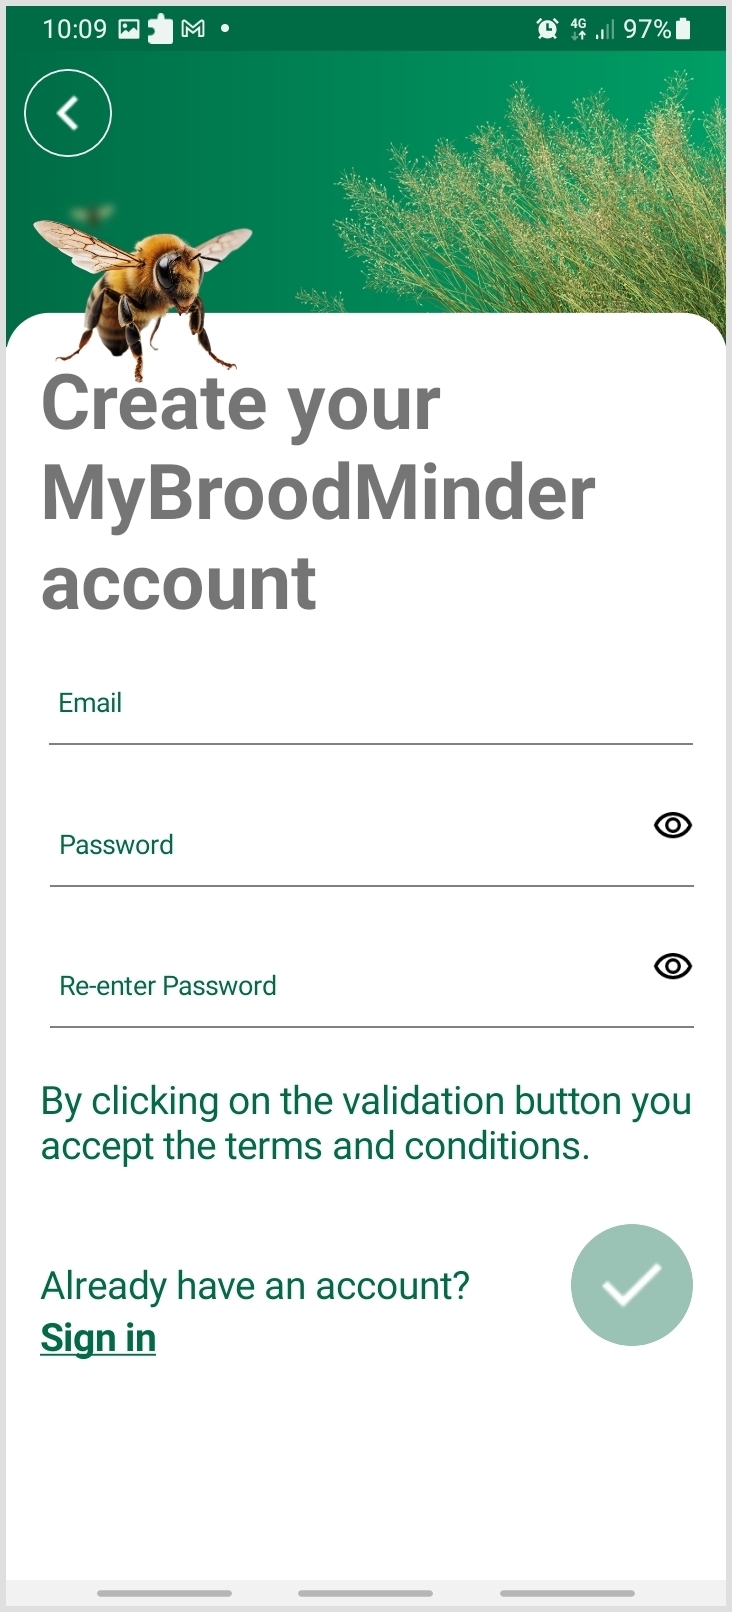 10:09 4G 97%
Create your
MyBroodMinder
account
Email
Password
Re-enter Password
By clicking on the validation button you
accept the terms and conditions.
Already have an account?
Sign in